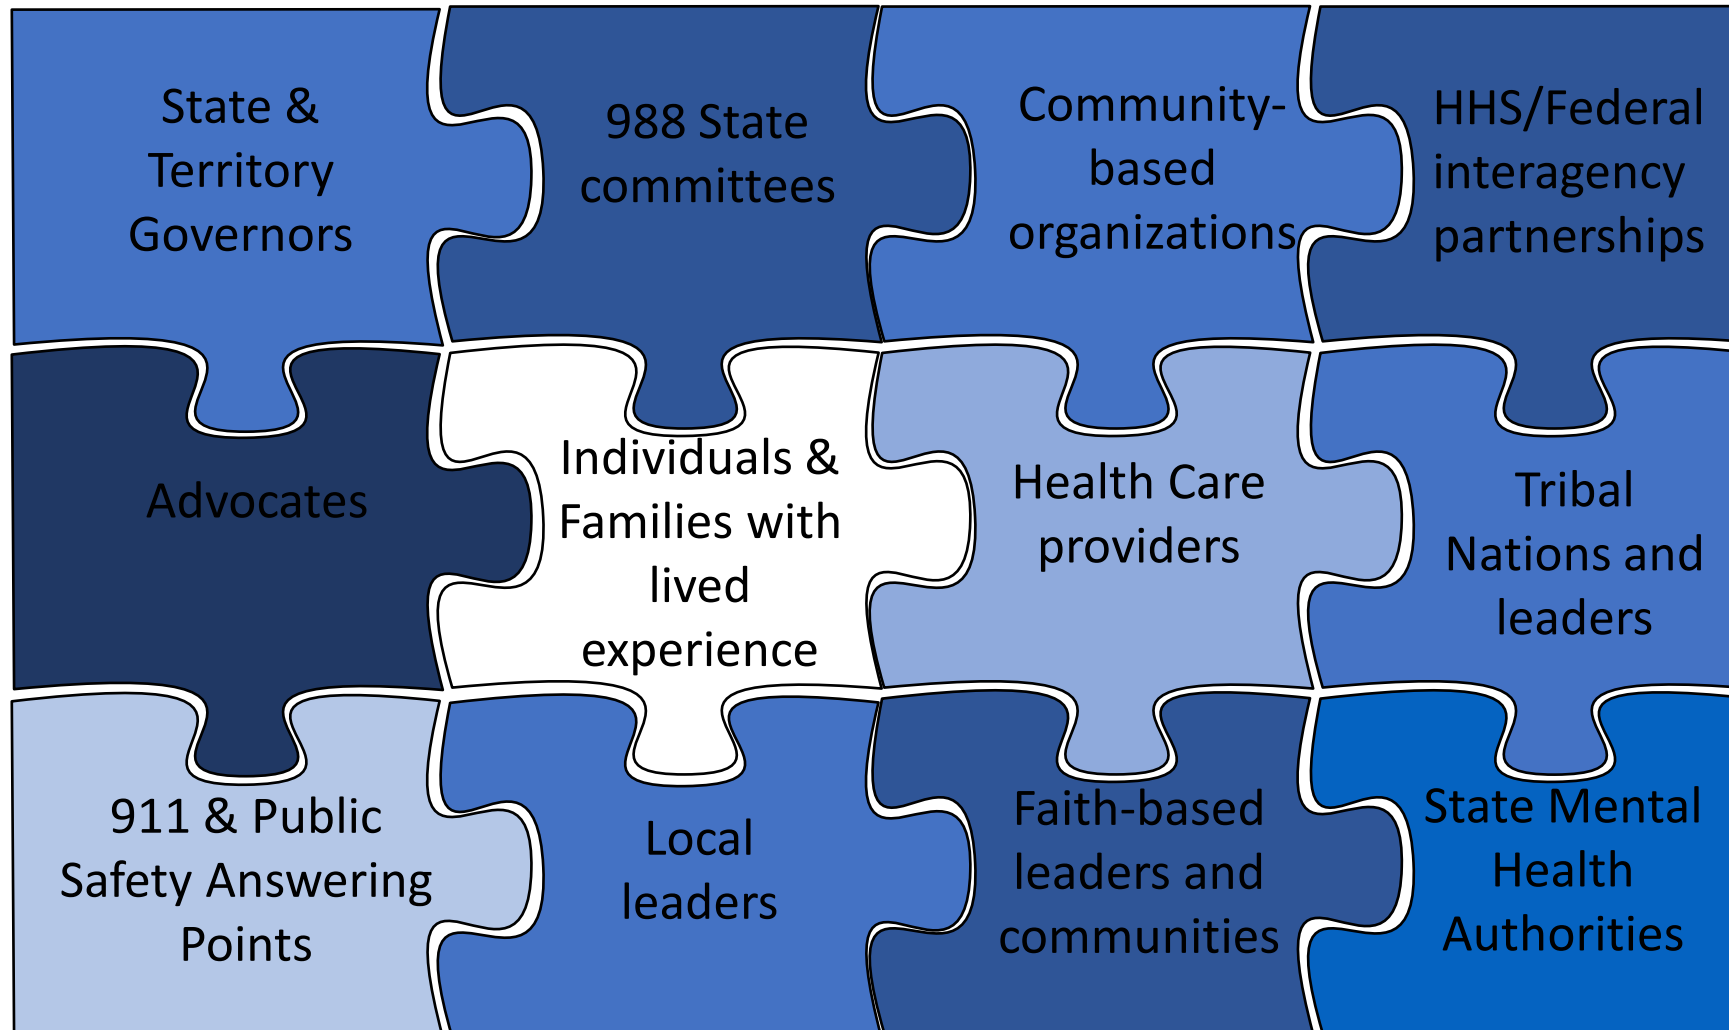 State &
Territory
Governors
988 State
committees
Community-
based
organizations
HHS/Federal
interagency
partnerships
Advocates
Individuals &
Families with
lived
experience
Health Care
providers
Tribal
Nations and
leaders
911 & Public
Safety Answering
Points
Local
leaders
Faith-based
leaders and
communities
State Mental
Health
Authorities